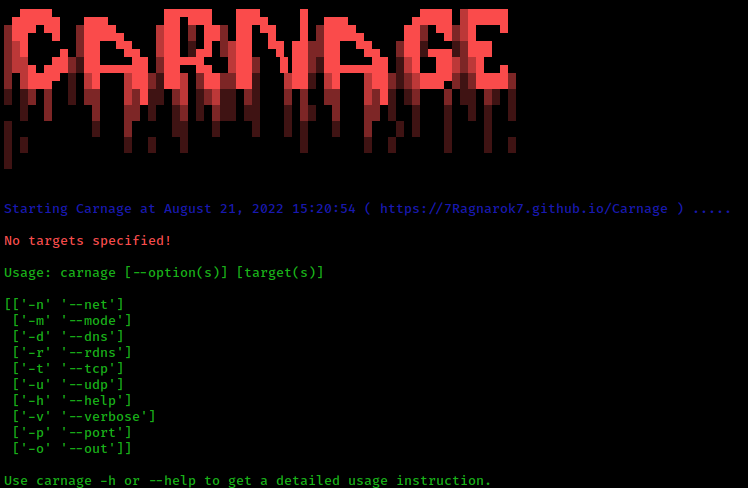 CARNAGE
Starting Carnage at August 21, 2022 15:20:54 ( https://7Ragnarok7.github.io/Carnage ) .....
No targets specified!
Usage: carnage [--option(s)] [target(s)]
[['-n' '--net']
 ['-m' '--mode']
 ['-d' '--dns']
 ['-r' '--rdns']
 ['-t' '--tcp']
 ['-u' '--udp']
 ['-h' '--help']
 ['-v' '--verbose']
 ['-p' '--port']
 ['-o' '--out']]
Use carnage -h or --help to get a detailed usage instruction.